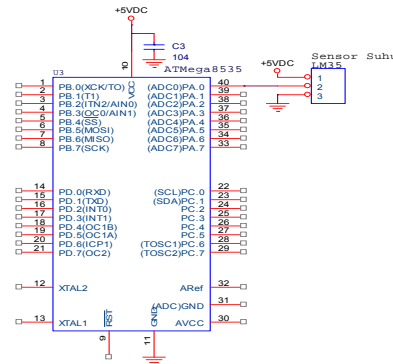 +5VDC
C3
104
+5VDC
Sensor Suhu
LM35
1
2
3
U3
ATMega8535
10
VCC
1 PB.0(XCK/TO) (ADC0)PA.0 40
2 PB.1(T1) (ADC1)PA.1 39
3 PB.2(ITN2/AIN0) (ADC2)PA.2 38
4 PB.3(OC0/AIN1) (ADC3)PA.3 37
5 PB.4(SS) (ADC4)PA.4 36
6 PB.5(MOSI) (ADC5)PA.5 35
7 PB.6(MISO) (ADC6)PA.6 34
8 PB.7(SCK) (ADC7)PA.7 33
14 PD.0(RXD) (SCL)PC.0 22
15 PD.1(TXD) (SDA)PC.1 23
16 PD.2(INT0) PC.2 24
17 PD.3(INT1) PC.3 25
18 PD.4(OC1B) PC.4 26
19 PD.5(OC1A) PC.5 27
20 PD.6(ICP1) (TOSC1)PC.6 28
21 PD.7(OC2) (TOSC2)PC.7 29
12 XTAL2 ARef 32
(ADC)GND 31
13 XTAL1 AVCC 30
RST
GND
9
11